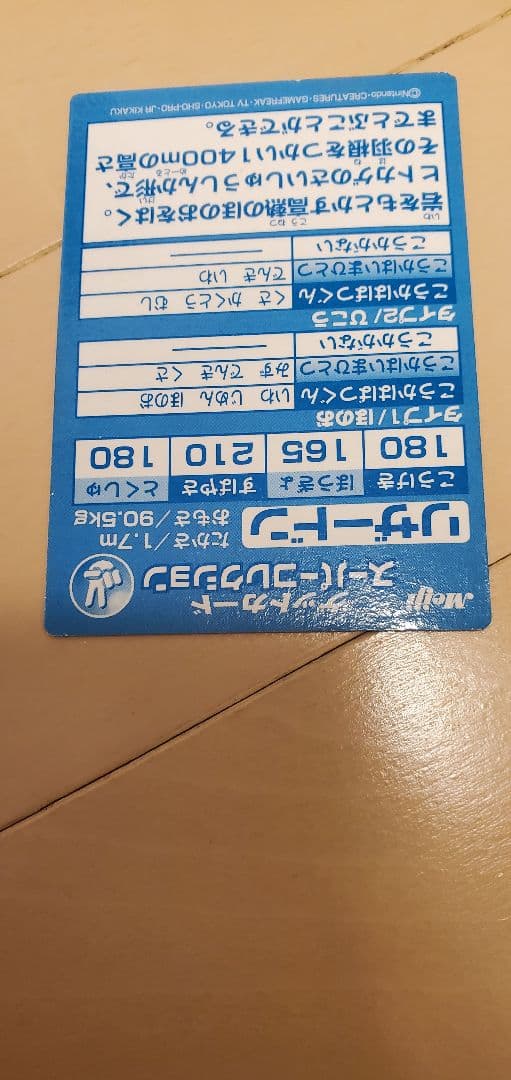 Meiji
ゲットカード
スーパーコレクション
リザードン
たかさ/1.7m
おもさ/90.5kg
こうげき ぼうぎょ すばやさ とくしゅ
180 165 210 180
タイプ1/ほのお
こうかばつぐん いわ じめん ほのお
こうかはいまひとつ みず でんき くさ
こうかがない
タイプ2/ひこう
こうかばつぐん くさ かくとう むし
こうかはいまひとつ でんき いわ
こうかがない
岩をもとかす高熱のほのおをはく。
ヒトカゲのさいしゅうしんか形で、
その羽根をつかい1400mの高さ
までとぶことができる。
©Nintendo・CREATURES・GAMEFREAK・TV TOKYO・SHO-PRO・JR KIKAKU